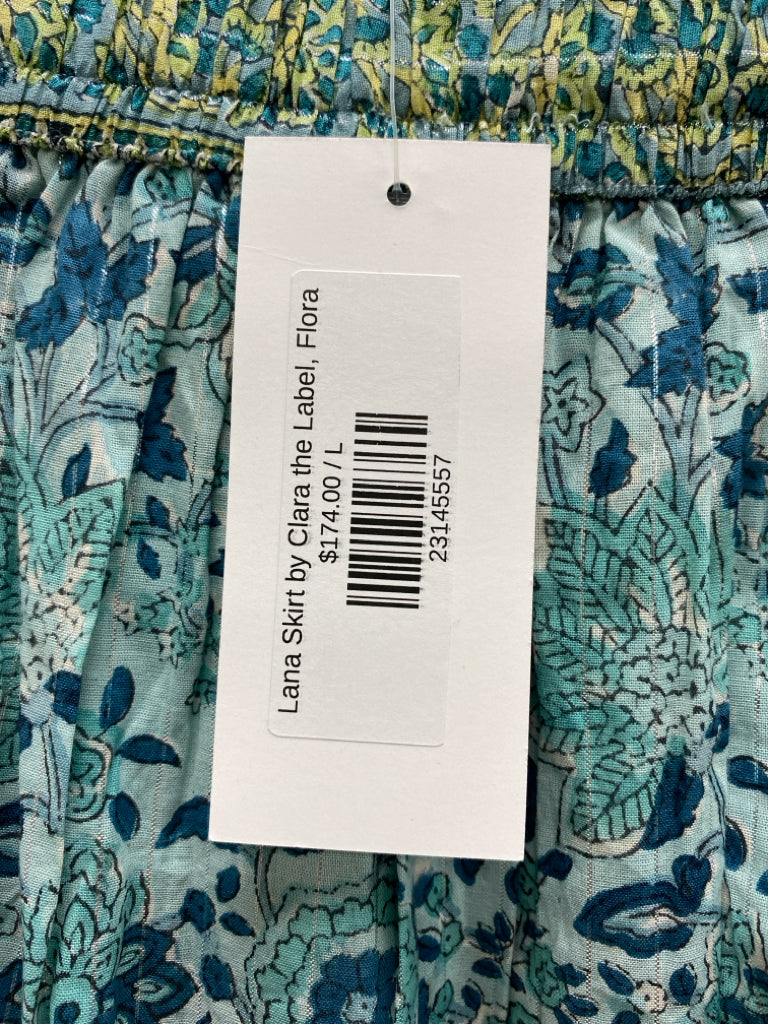 Lana Skirt by Clara the Label, Flora
$174.00 / L
23145557